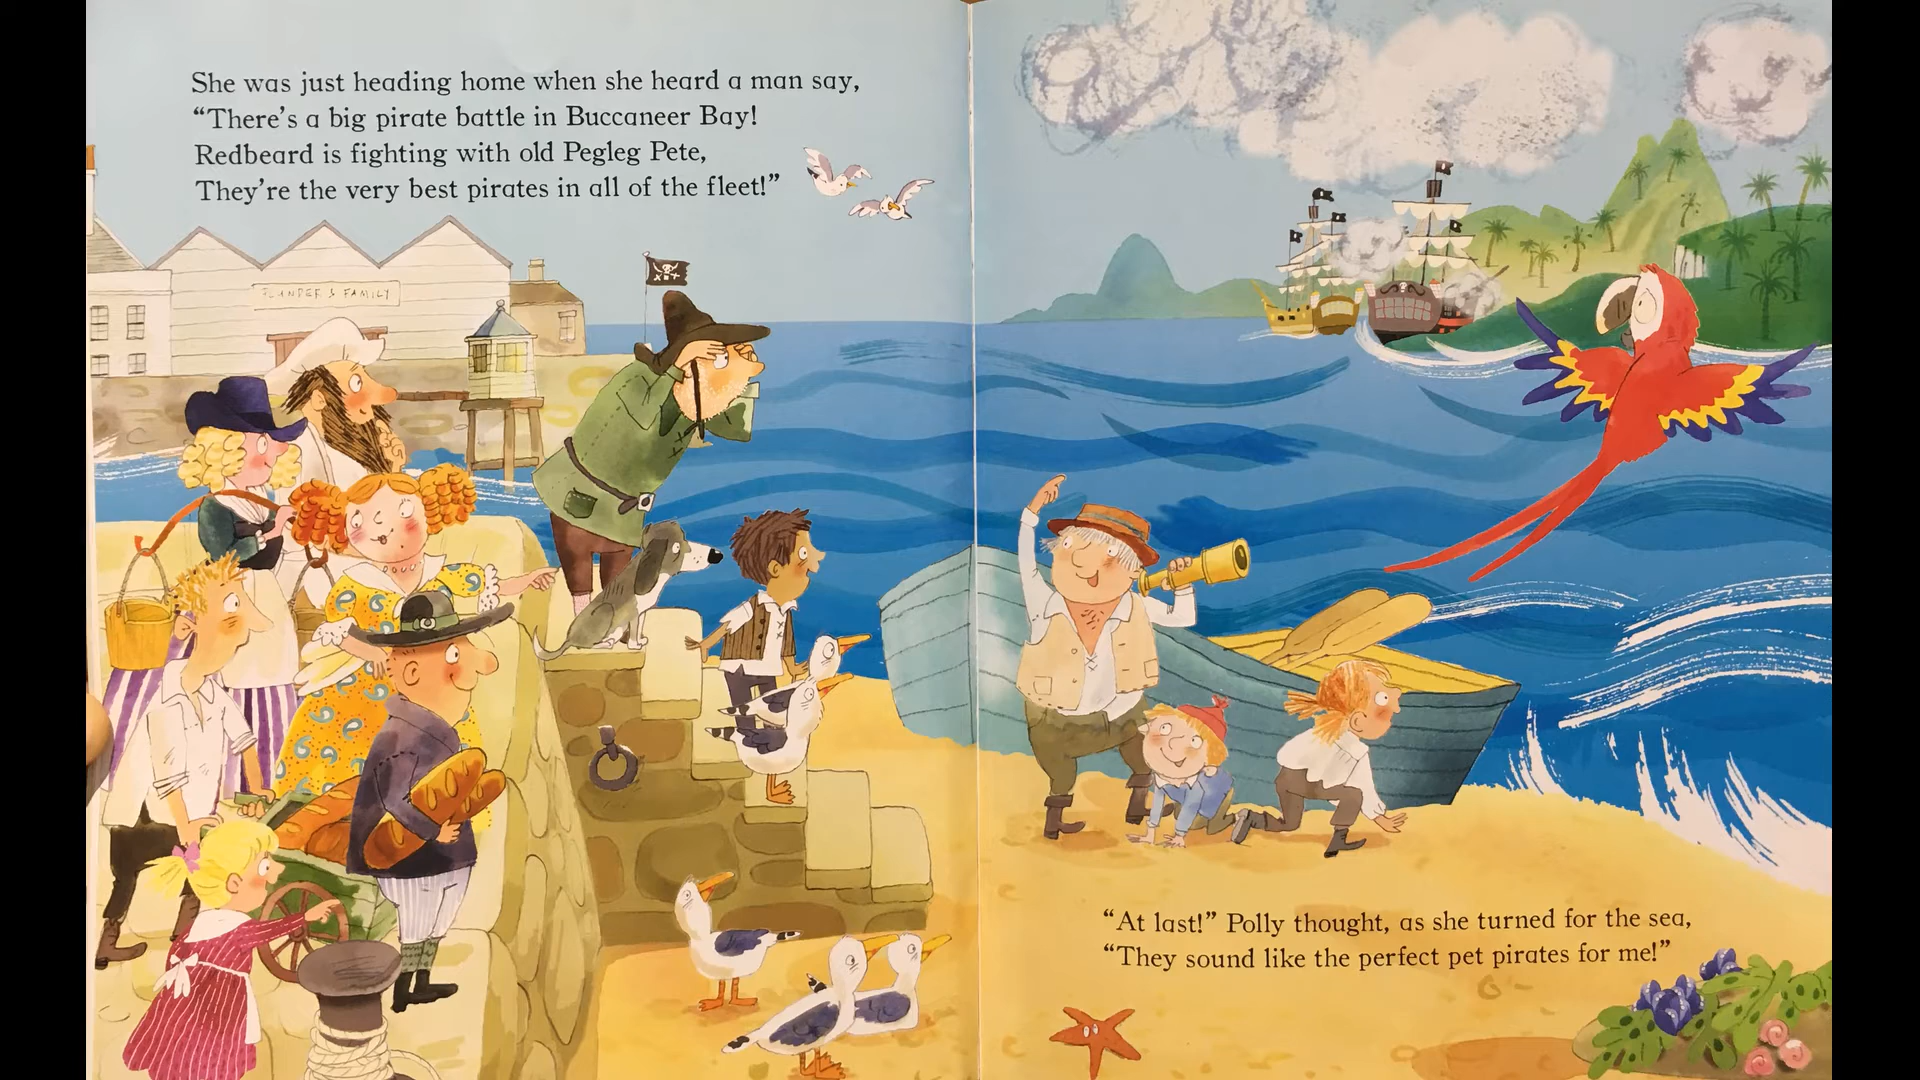 She was just heading home when she heard a man say,
“There’s a big pirate battle in Buccaneer Bay!
Redbeard is fighting with old Pegleg Pete,
They’re the very best pirates in all of the fleet!”
& FAMILY
“At last!” Polly thought, as she turned for the sea,
“They sound like the perfect pet pirates for me!”